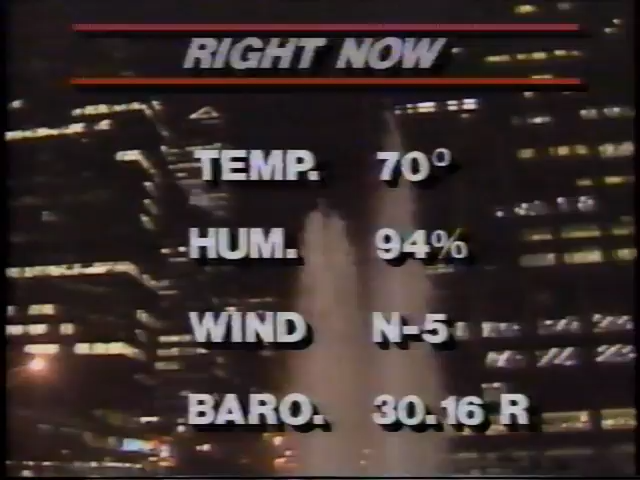 RIGHT NOW
TEMP. 70°
HUM. 94%
WIND N-5
BARO. 30.16 R